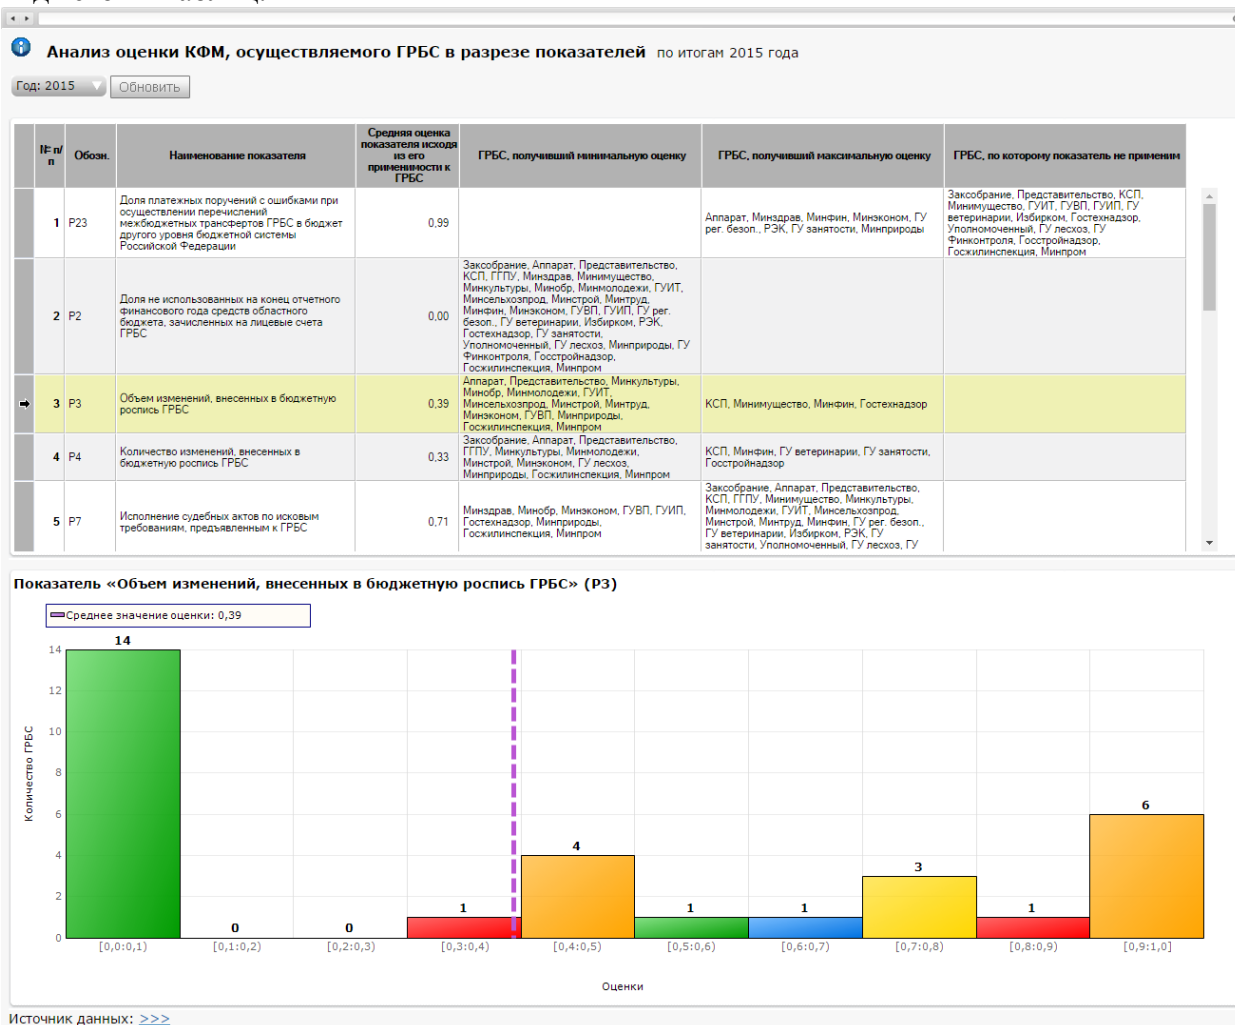 Анализ оценки КФМ, осуществляемого ГРБС в разрезе показателей по итогам 2015 года
Год: 2015
Обновить
№ п/п
Обозн.
Наименование показателя
Средняя оценка
показателя исходя
из его
применимости к
ГРБС
ГРБС, получивший минимальную оценку
ГРБС, получивший максимальную оценку
ГРБС, по которому показатель не применим
1
P23
Доля платежных поручений с ошибками при
осуществлении перечислений
межбюджетных трансфертов ГРБС в бюджет
другого уровня бюджетной системы
Российской Федерации
0,99
Аппарат, Минздрав, Минфин, Минэконом, ГУ
рег. безоп., РЭК, ГУ занятости, Минприроды
Заксобрание, Представительство, КСП,
Минимущество, ГУИТ, ГУВП, ГУИП, ГУ
ветеринарии, Избирком, Гостехнадзор,
Уполномоченный, ГУ лесхоз, ГУ
Финконтроля, Госстройнадзор,
Госжилинспекция, Минпром
2
P2
Доля не использованных на конец отчетного
финансового года средств областного
бюджета, зачисленных на лицевые счета
ГРБС
0,00
Заксобрание, Аппарат, Представительство,
КСП, ГГПУ, Минздрав, Минимущество,
Минкультуры, Минобр, Минмолодежи, ГУИТ,
Минсельхозпрод, Минстрой, Минтруд,
Минфин, Минэконом, ГУВП, ГУИП, ГУ рег.
безоп., ГУ ветеринарии, Избирком, РЭК,
Гостехнадзор, ГУ занятости,
Уполномоченный, ГУ лесхоз, Минприроды, ГУ
Финконтроля, Госстройнадзор,
Госжилинспекция, Минпром
3
P3
Объем изменений, внесенных в бюджетную
роспись ГРБС
0,39
Аппарат, Представительство, Минкультуры,
Минобр, Минмолодежи, ГУИТ,
Минсельхозпрод, Минстрой, Минтруд,
Минэконом, ГУВП, Минприроды,
Госжилинспекция, Минпром
КСП, Минимущество, Минфин, Гостехнадзор
4
P4
Количество изменений, внесенных в
бюджетную роспись ГРБС
0,33
Заксобрание, Аппарат, Представительство,
ГГПУ, Минкультуры, Минмолодежи,
Минстрой, Минэконом, ГУ лесхоз,
Минприроды, Госжилинспекция, Минпром
КСП, Минфин, ГУ ветеринарии, ГУ занятости,
Госстройнадзор
5
P7
Исполнение судебных актов по исковым
требованиям, предъявленным к ГРБС
0,71
Минздрав, Минобр, Минэконом, ГУВП, ГУИП,
Гостехнадзор, Минприроды,
Госжилинспекция, Минпром
Заксобрание, Аппарат, Представительство,
КСП, ГГПУ, Минимущество, Минкультуры,
Минмолодежи, ГУИТ, Минсельхозпрод,
Минстрой, Минтруд, Минфин, ГУ рег. безоп.,
ГУ ветеринарии, Избирком, РЭК, ГУ
занятости, Уполномоченный, ГУ лесхоз, ГУ
Показатель «Объем изменений, внесенных в бюджетную роспись ГРБС» (P3)
Среднее значение оценки: 0,39
Количество ГРБС
14
12
10
8
6
4
2
0
14
0
0
1
4
1
1
3
1
6
[0,0:0,1)
[0,1:0,2)
[0,2:0,3)
[0,3:0,4)
[0,4:0,5)
[0,5:0,6)
[0,6:0,7)
[0,7:0,8)
[0,8:0,9)
[0,9:1,0]
Оценки
Источник данных: >>>